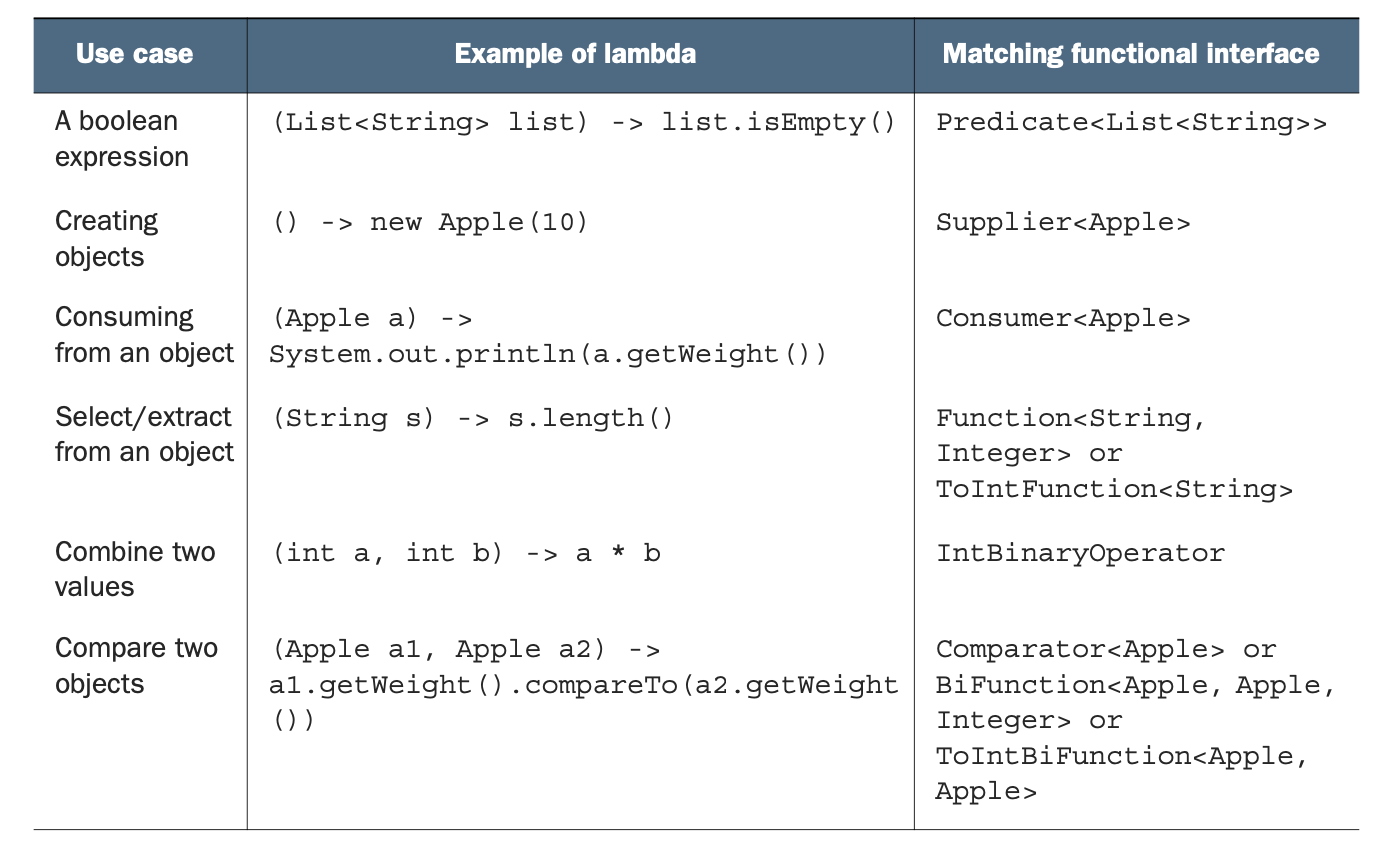 Use case Example of lambda Matching functional interface
A boolean (List<String> list) -> list.isEmpty() Predicate<List<String>>
expression
Creating () -> new Apple(10) Supplier<Apple>
objects
Consuming (Apple a) -> Consumer<Apple>
from an object System.out.println(a.getWeight())
Select/extract (String s) -> s.length() Function<String,
from an object Integer> or
ToIntFunction<String>
Combine two (int a, int b) -> a * b IntBinaryOperator
values
Compare two (Apple a1, Apple a2) -> Comparator<Apple> or
objects a1.getWeight().compareTo(a2.getWeight BiFunction<Apple, Apple,
()) Integer> or
ToIntBiFunction<Apple,
Apple>